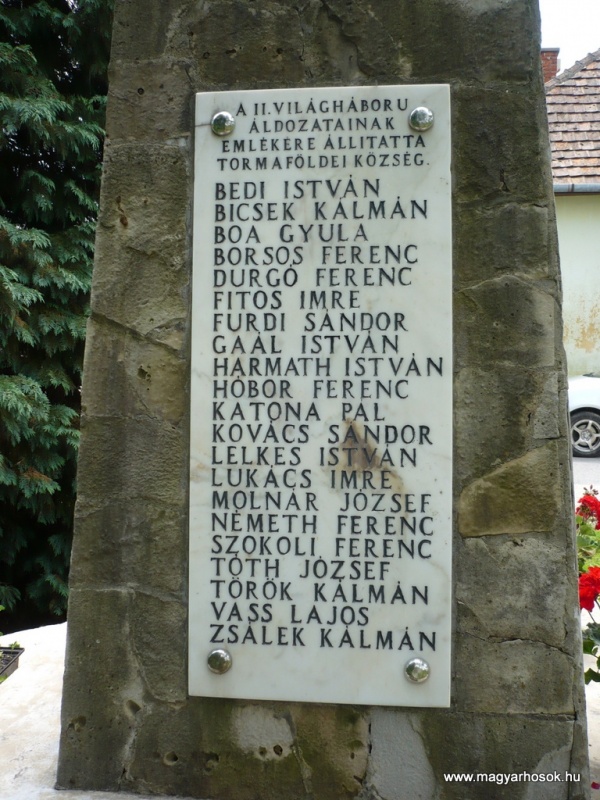 A II. VILÁGHÁBORU
ÁLDOZATAINAK
EMLÉKÉRE ÁLLITATTA
TORMAFÖLDEI KÖZSÉG.
BEDI ISTVÁN
BICSEK KÁLMÁN
BOA GYULA
BORSOS FERENC
DURGÓ FERENC
FITOS IMRE
FURDI SÁNDOR
GAÁL ISTVÁN
HARMATH ISTVÁN
HÓBOR FERENC
KATONA PÁL
KOVÁCS SÁNDOR
LELKES ISTVÁN
LUKÁCS IMRE
MOLNÁR JÓZSEF
NÉMETH FERENC
SZOKOLI FERENC
TÓTH JÓZSEF
TÖRÖK KÁLMÁN
VASS LAJOS
ZSÁLEK KÁLMÁN
www.magyarhosok.hu